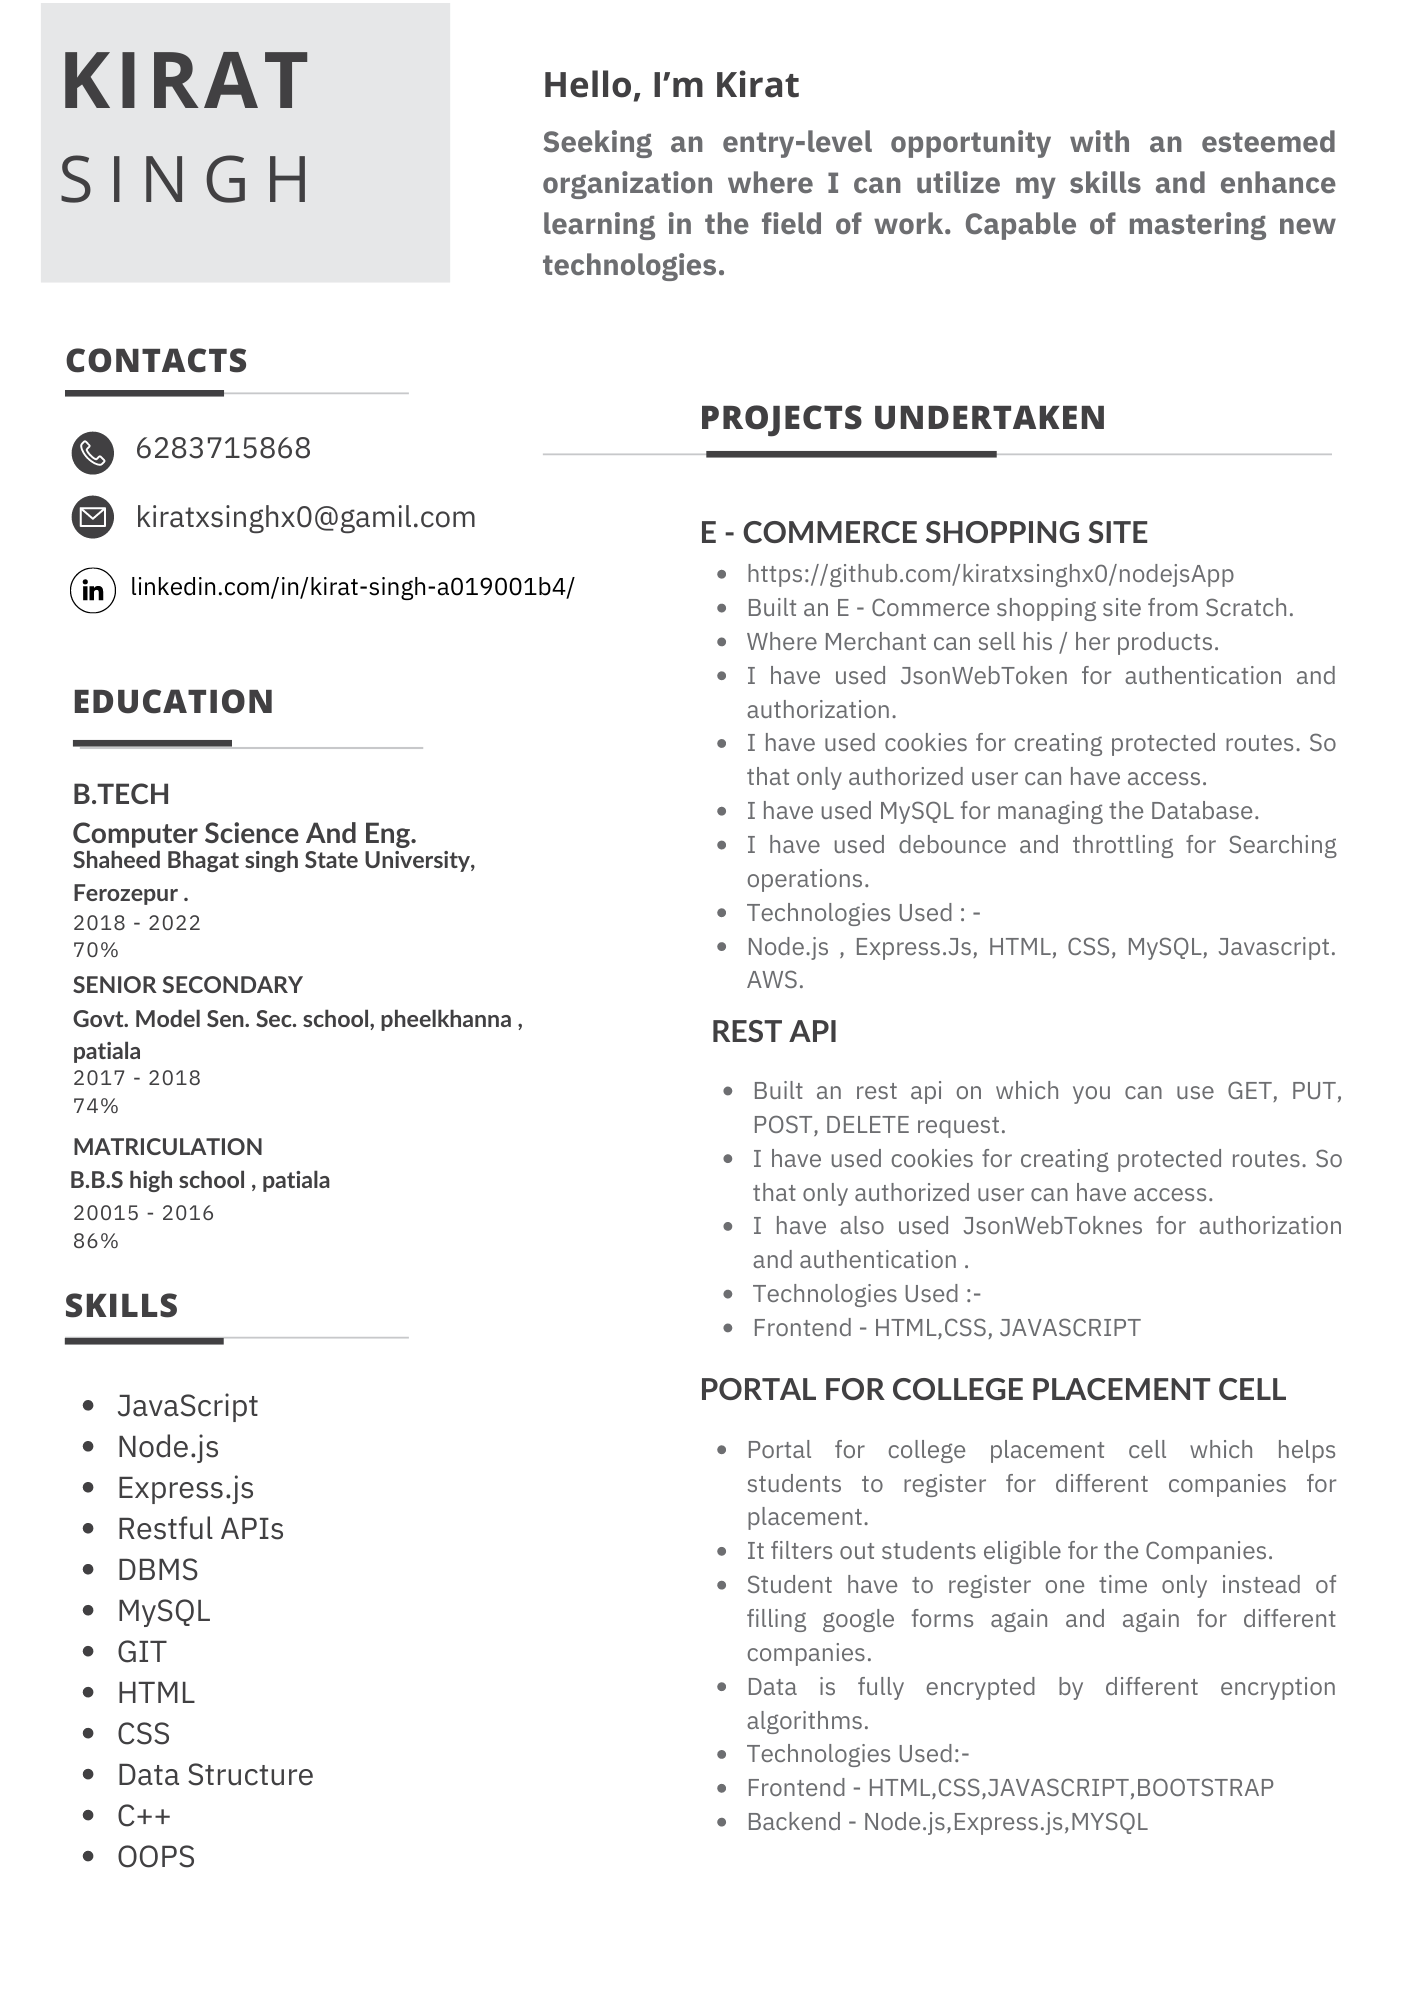 KIRAT
SINGH
Hello, I’m Kirat
Seeking an entry-level opportunity with an esteemed
organization where I can utilize my skills and enhance
learning in the field of work. Capable of mastering new
technologies.
CONTACTS
6283715868
kiratxsinghx0@gamil.com
in
linkedin.com/in/kirat-singh-a019001b4/
EDUCATION
B.TECH
Computer Science And Eng.
Shaheed Bhagat singh State University,
Ferozepur .
2018 - 2022
70%
SENIOR SECONDARY
Govt. Model Sen. Sec. school, pheelkhanna ,
patiala
2017 - 2018
74%
MATRICULATION
B.B.S high school , patiala
20015 - 2016
86%
SKILLS
• JavaScript
• Node.js
• Express.js
• Restful APIs
• DBMS
• MySQL
• GIT
• HTML
• CSS
• Data Structure
• C++
• OOPS
PROJECTS UNDERTAKEN
E - COMMERCE SHOPPING SITE
• https://github.com/kiratxsinghx0/nodejsApp
• Built an E - Commerce shopping site from Scratch.
• Where Merchant can sell his / her products.
• I have used JsonWebToken for authentication and
authorization.
• I have used cookies for creating protected routes. So
that only authorized user can have access.
• I have used MySQL for managing the Database.
• I have used debounce and throttling for Searching
operations.
• Technologies Used : -
• Node.js , Express.Js, HTML, CSS, MySQL, Javascript.
AWS.
REST API
• Built an rest api on which you can use GET, PUT,
POST, DELETE request.
• I have used cookies for creating protected routes. So
that only authorized user can have access.
• I have also used JsonWebToknes for authorization
and authentication .
• Technologies Used :-
• Frontend - HTML,CSS, JAVASCRIPT
PORTAL FOR COLLEGE PLACEMENT CELL
• Portal for college placement cell which helps
students to register for different companies for
placement.
• It filters out students eligible for the Companies.
• Student have to register one time only instead of
filling google forms again and again for different
companies.
• Data is fully encrypted by different encryption
algorithms.
• Technologies Used:-
• Frontend - HTML,CSS,JAVASCRIPT,BOOTSTRAP
• Backend - Node.js,Express.js,MYSQL